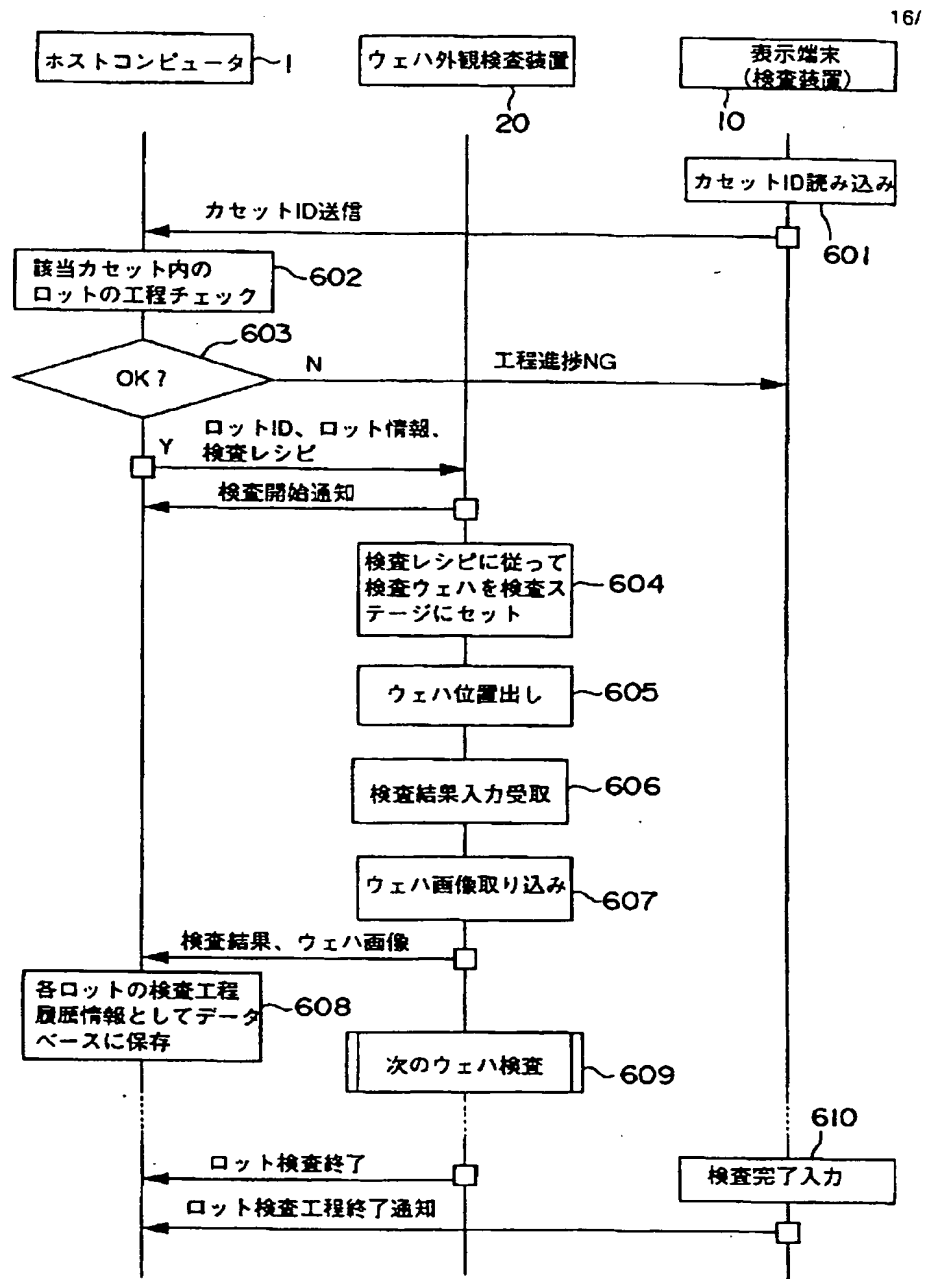 16/
ホストコンピュータ
1
ウェハ外観検査装置
20
表示端末
(検査装置)
10
カセットID読み込み
601
カセットID送信
該当カセット内の
ロットの工程チェック
602
603
OK?
N
工程進捗NG
Y
ロットID、ロット情報、
検査レシピ
検査開始通知
検査レシピに従って
検査ウェハを検査ス
テージにセット
604
ウェハ位置出し
605
検査結果入力受取
606
ウェハ画像取り込み
607
検査結果、ウェハ画像
各ロットの検査工程
履歴情報としてデータ
ベースに保存
608
次のウェハ検査
609
610
検査完了入力
ロット検査終了
ロット検査工程終了通知